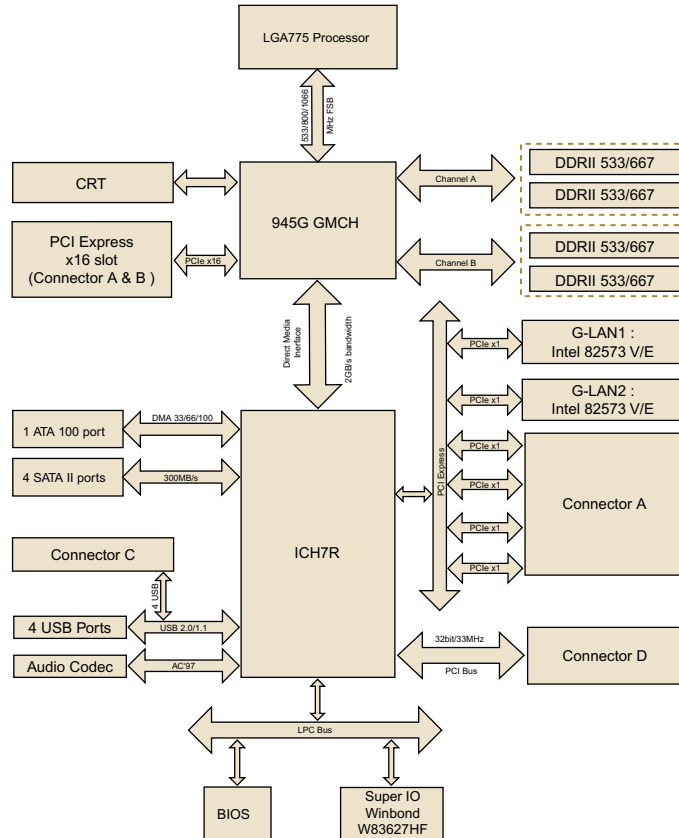 LGA775 Processor
533/800/1066
MHz FSB
CRT
945G GMCH
Channel A
DDRII 533/667
DDRII 533/667
PCI Express
x16 slot
(Connector A & B )
PCIe x16
Channel B
DDRII 533/667
DDRII 533/667
Direct Media
Inerface
2GB/s bandwidth
PCI Express
PCIe x1
G-LAN1 :
Intel 82573 V/E
PCIe x1
G-LAN2 :
Intel 82573 V/E
1 ATA 100 port
DMA 33/66/100
4 SATA II ports
300MB/s
ICH7R
PCIe x1
PCIe x1
PCIe x1
PCIe x1
Connector A
Connector C
4 USB
4 USB Ports
USB 2.0/1.1
Audio Codec
AC'97
32bit/33MHz
PCI Bus
Connector D
LPC Bus
BIOS
Super IO
Winbond
W83627HF